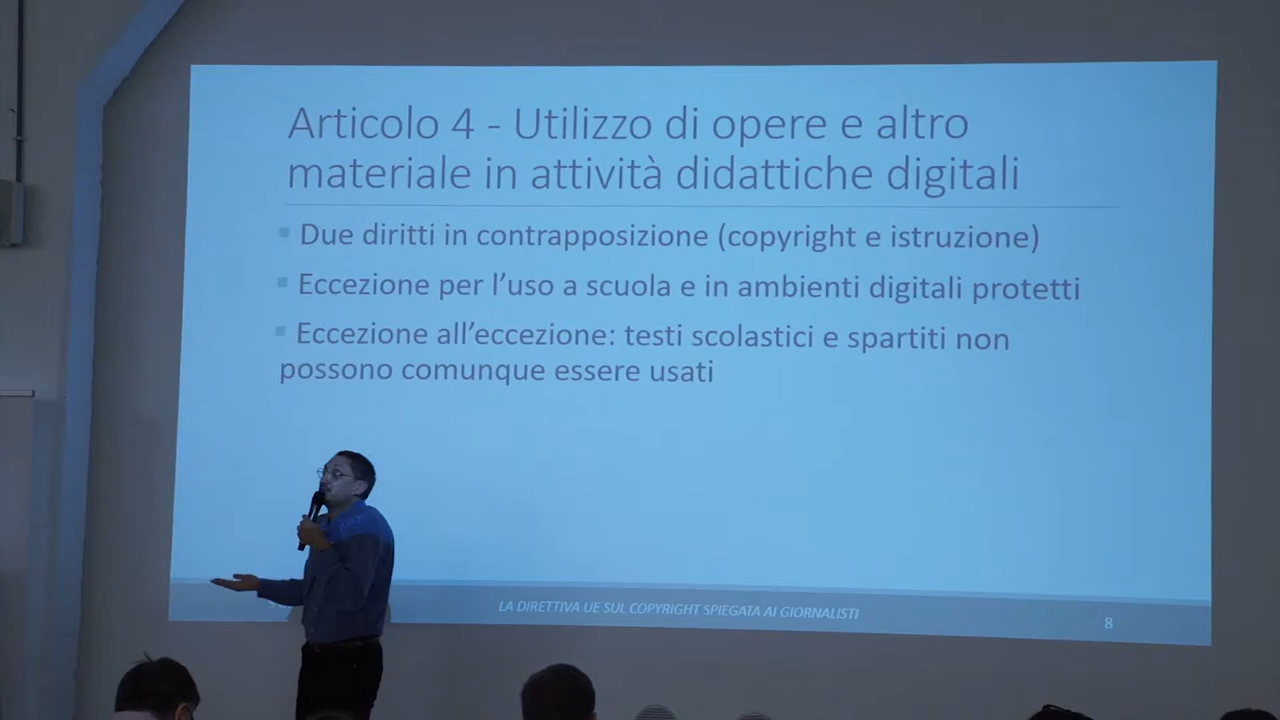 Articolo 4 - Utilizzo di opere e altro
materiale in attività didattiche digitali
Due diritti in contrapposizione (copyright e istruzione)
Eccezione per l'uso a scuola e in ambienti digitali protetti
Eccezione all'eccezione: testi scolastici e spartiti non
possono comunque essere usati
LA DIRETTIVA UE SUL COPYRIGHT SPIEGATA AI GIORNALISTI
8